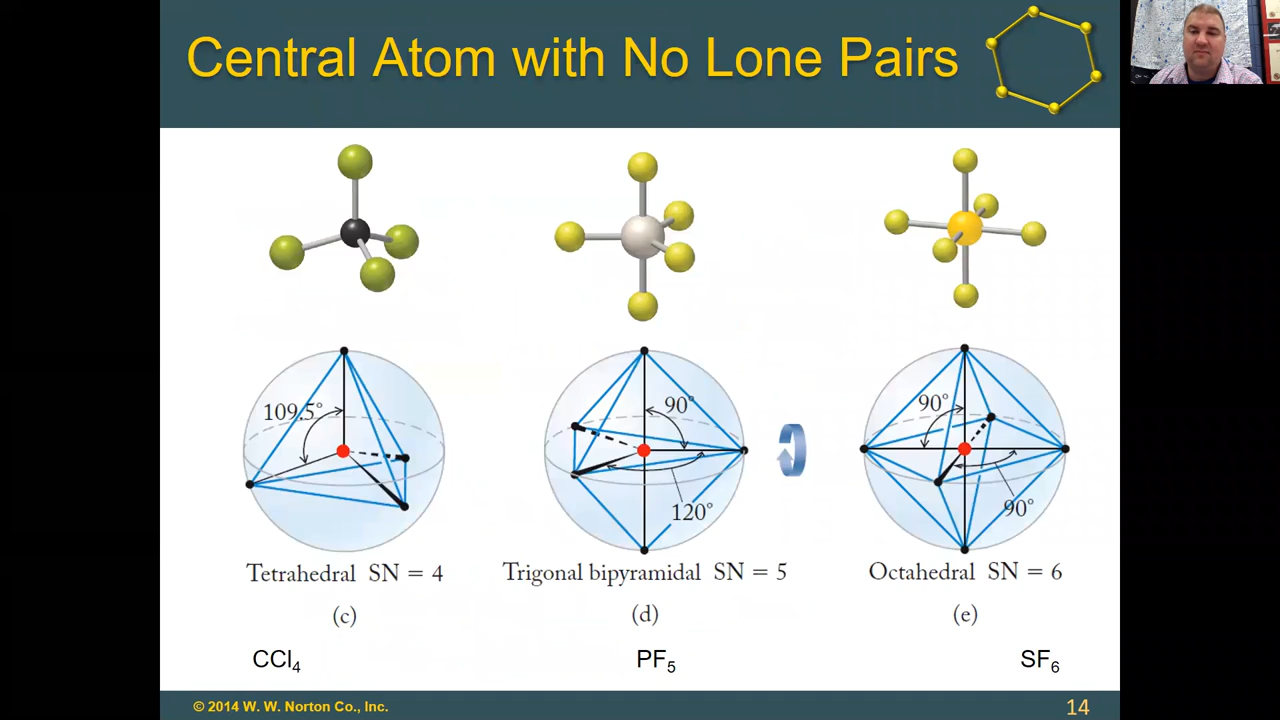 Central Atom with No Lone Pairs
109.5°
90°
120°
90°
90°
Tetrahedral SN = 4
Trigonal bipyramidal SN = 5
Octahedral SN = 6
(c)
(d)
(e)
CCl₄
PF₅
SF₆
© 2014 W. W. Norton Co., Inc.
14